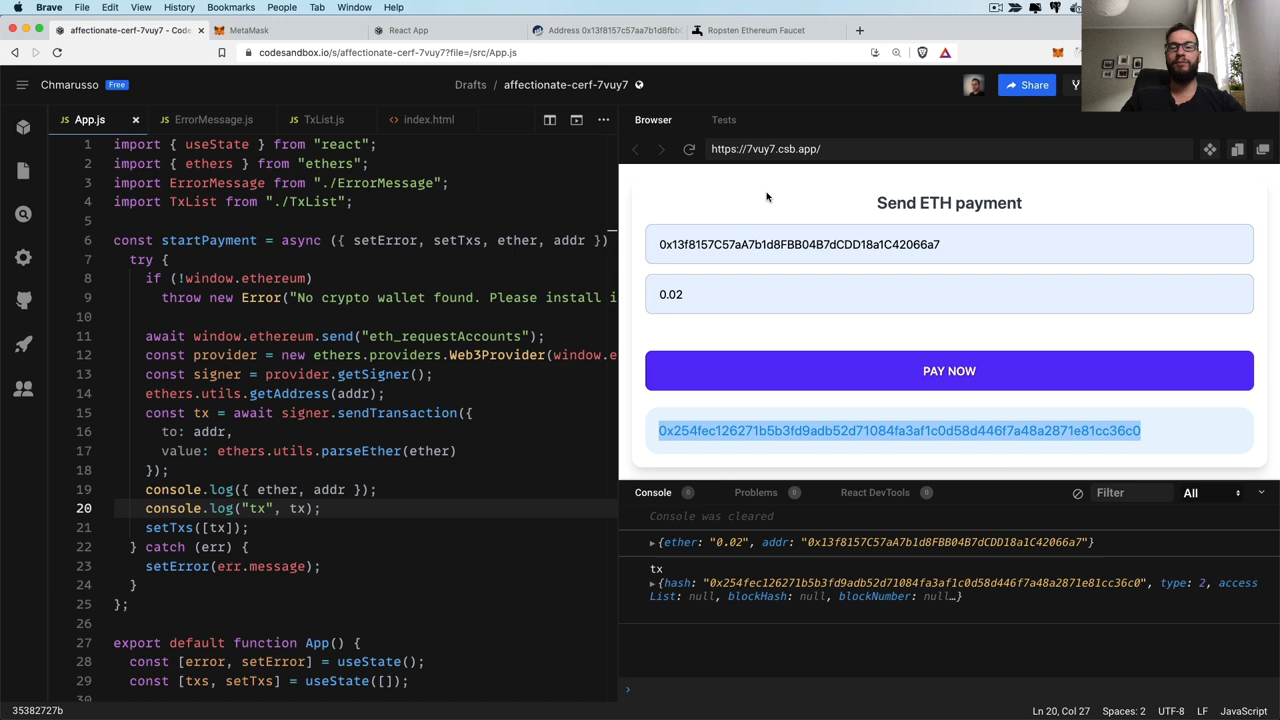 Brave File Edit View History Bookmarks People Tab Window Help
affectionate-cerf-7vuy7 - Code
MetaMask
React App
Address 0x13f8157c57aa7b1d8fbb
Ropsten Ethereum Faucet
codesandbox.io/s/affectionate-cerf-7vuy7?file=/src/App.js
Chmarusso Free
Drafts / affectionate-cerf-7vuy7
Share
App.js
ErrorMessage.js
TxList.js
index.html
Browser Tests
https://7vuy7.csb.app/
1 import { useState } from "react";
2 import { ethers } from "ethers";
3 import ErrorMessage from "./ErrorMessage";
4 import TxList from "./TxList";
5
6 const startPayment = async ({ setError, setTxs, ether, addr })
7 try {
8 if (!window.ethereum)
9 throw new Error("No crypto wallet found. Please install i
10
11 await window.ethereum.send("eth_requestAccounts");
12 const provider = new ethers.providers.Web3Provider(window.e
13 const signer = provider.getSigner();
14 ethers.utils.getAddress(addr);
15 const tx = await signer.sendTransaction({
16 to: addr,
17 value: ethers.utils.parseEther(ether)
18 });
19 console.log({ ether, addr });
20 console.log("tx", tx);
21 setTxs([tx]);
22 } catch (err) {
23 setError(err.message);
24 }
25 };
26
27 export default function App() {
28 const [error, setError] = useState();
29 const [txs, setTxs] = useState([]);
30
Send ETH payment
0x13f8157C57aA7b1d8FBB04B7dCDD18a1C42066a7
0.02
PAY NOW
0x254fec126271b5b3fd9adb52d71084fa3af1c0d58d446f7a48a2871e81cc36c0
Console 0 Problems 0 React DevTools 0 Filter All
Console was cleared
{ether: "0.02", addr: "0x13f8157C57aA7b1d8FBB04B7dCDD18a1C42066a7"}
tx
{hash: "0x254fec126271b5b3fd9adb52d71084fa3af1c0d58d446f7a48a2871e81cc36c0", type: 2, access
List: null, blockHash: null, blockNumber: null…}
35382727b
Ln 20, Col 27 Spaces: 2 UTF-8 LF JavaScript